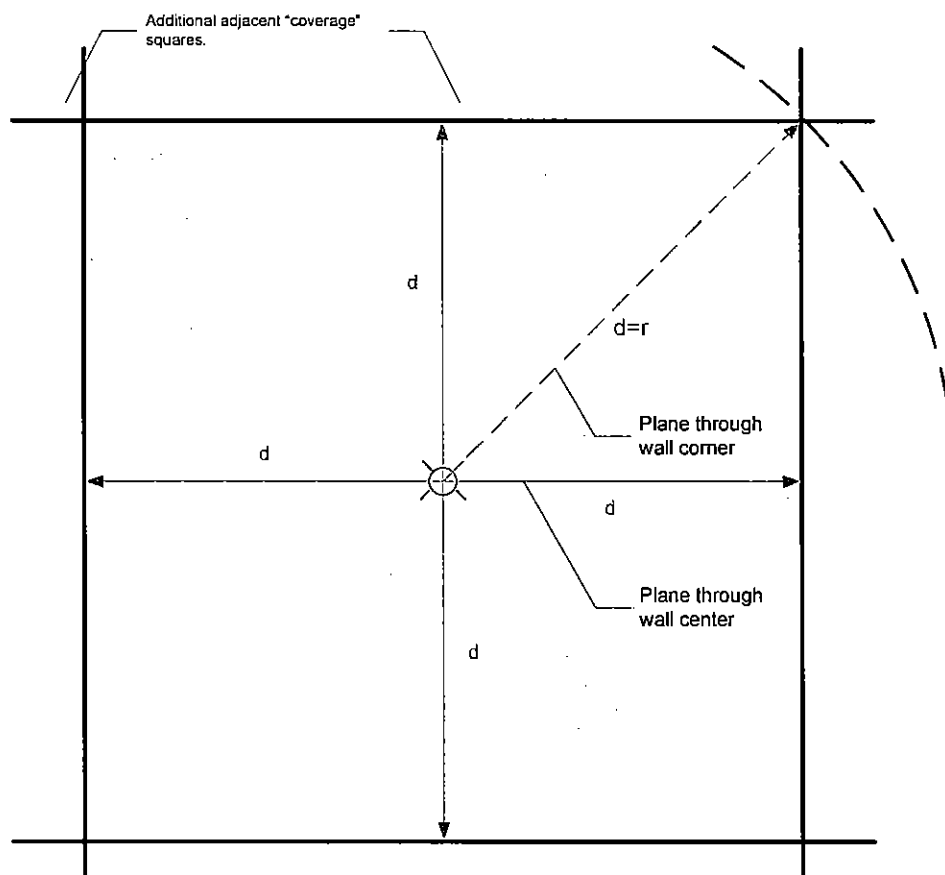 Additional adjacent "coverage"
squares.
d
d=r
Plane through
wall corner
d
d
Plane through
wall center
d